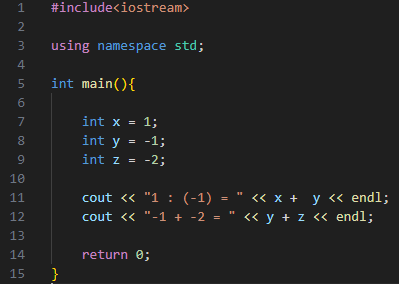 1 #include<iostream>
2
3 using namespace std;
4
5 int main(){
6
7 int x = 1;
8 int y = -1;
9 int z = -2;
10
11 cout << "1 : (-1) = " << x +  y << endl;
12 cout << "-1 + -2 = " << y + z << endl;
13
14 return 0;
15 }